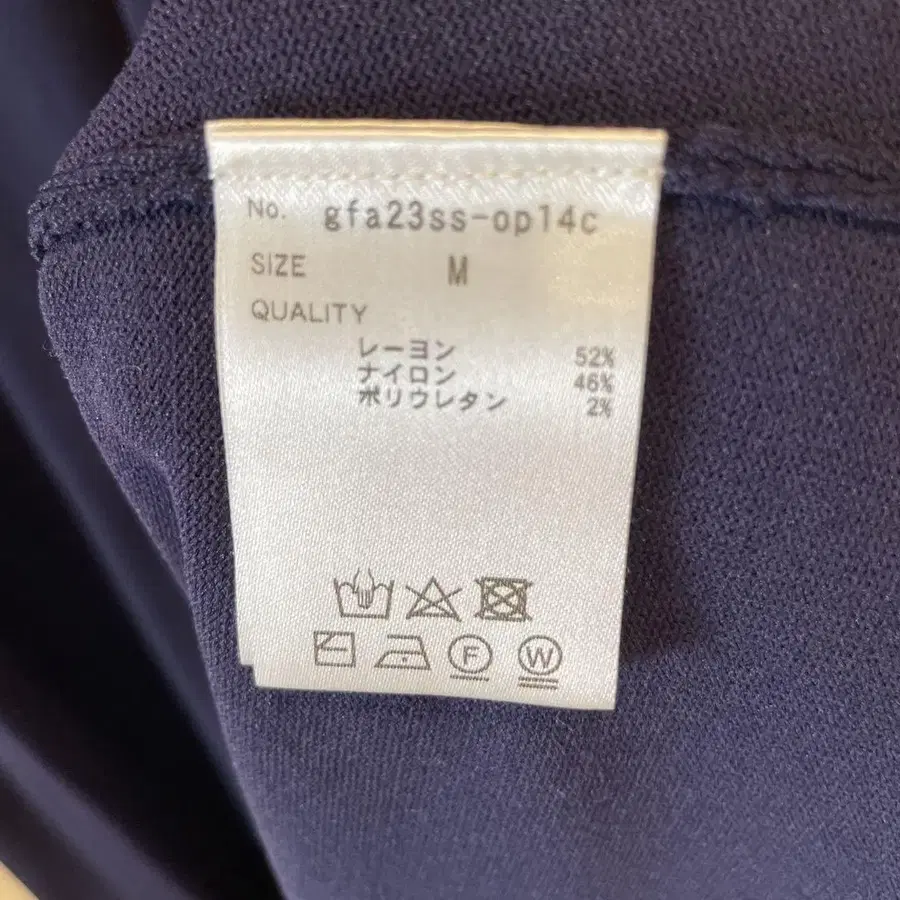 No. gfa23ss-op14c
SIZE M
QUALITY
レーヨン 52%
ナイロン 46%
ポリウレタン 2%
F W